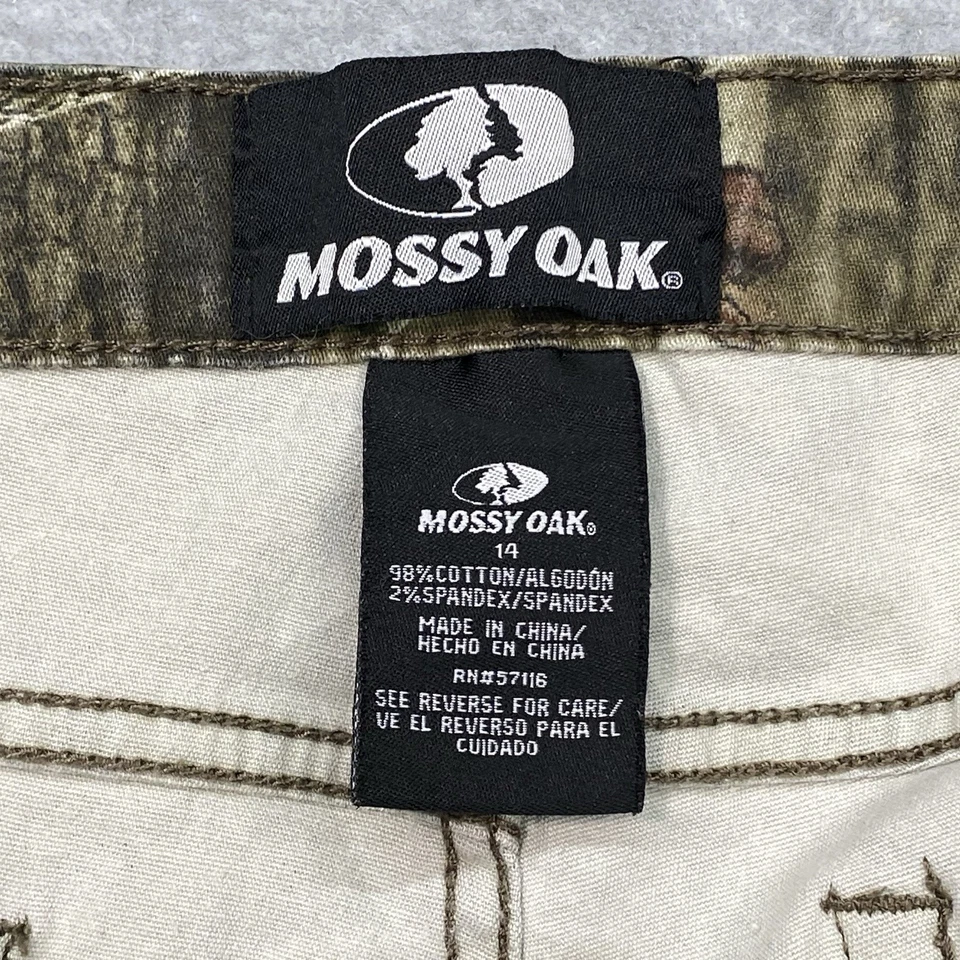 MOSSY OAK®
MOSSY OAK®
14
98%COTTON/ALGODÓN
2%SPANDEX/SPANDEX
MADE IN CHINA/
HECHO EN CHINA
RN#57116
SEE REVERSE FOR CARE/
VE EL REVERSO PARA EL
CUIDADO